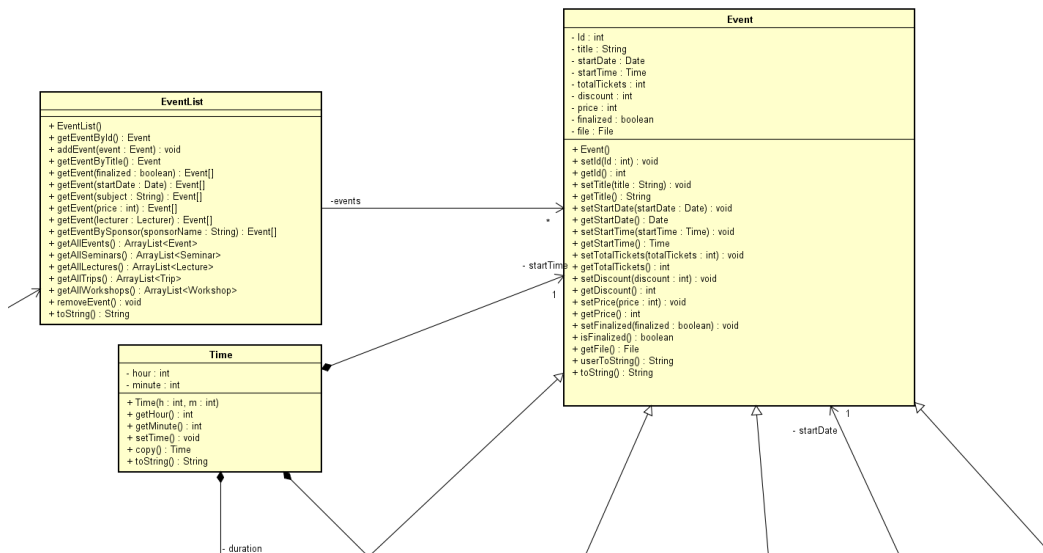 Event
- Id : int
- title : String
- startDate : Date
- startTime : Time
- totalTickets : int
- discount : int
- price : int
- finalized : boolean
- file : File
+ Event()
+ setId(Id : int) : void
+ getId() : int
+ setTitle(title : String) : void
+ getTitle() : String
+ setStartDate(startDate : Date) : void
+ getStartDate() : Date
+ setStartTime(startTime : Time) : void
+ getStartTime() : Time
+ setTotalTickets(totalTickets : int) : void
+ getTotalTickets() : int
+ setDiscount(discount : int) : void
+ getDiscount() : int
+ setPrice(price : int) : void
+ getPrice() : int
+ setFinalized(finalized : boolean) : void
+ isFinalized() : boolean
+ getFile() : File
+ userToString() : String
+ toString() : String
EventList
+ EventList()
+ getEventById() : Event
+ addEvent(event : Event) : void
+ getEventByTitle() : Event
+ getEvent(finalized : boolean) : Event[]
+ getEvent(startDate : Date) : Event[]
+ getEvent(subject : String) : Event[]
+ getEvent(price : int) : Event[]
+ getEvent(lecturer : Lecturer) : Event[]
+ getEventBySponsor(sponsorName : String) : Event[]
+ getAllEvents() : ArrayList<Event>
+ getAllSeminars() : ArrayList<Seminar>
+ getAllLectures() : ArrayList<Lecture>
+ getAllTrips() : ArrayList<Trip>
+ getAllWorkshops() : ArrayList<Workshop>
+ removeEvent() : void
+ toString() : String
-events
*
- startTime
1
Time
- hour : int
- minute : int
+ Time(h : int, m : int)
+ getHour() : int
+ getMinute() : int
+ setTime() : void
+ copy() : Time
+ toString() : String
1
- startDate
- duration